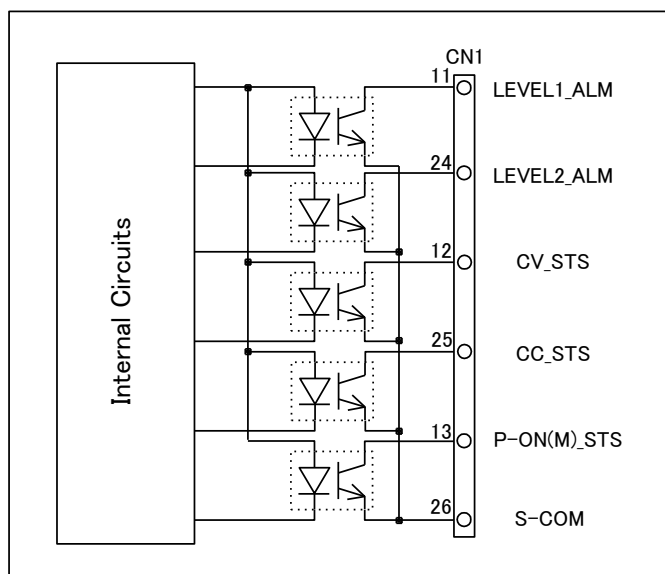 CN1
11 LEVEL1_ALM
24 LEVEL2_ALM
12 CV_STS
25 CC_STS
13 P-ON(M)_STS
26 S-COM
Internal Circuits